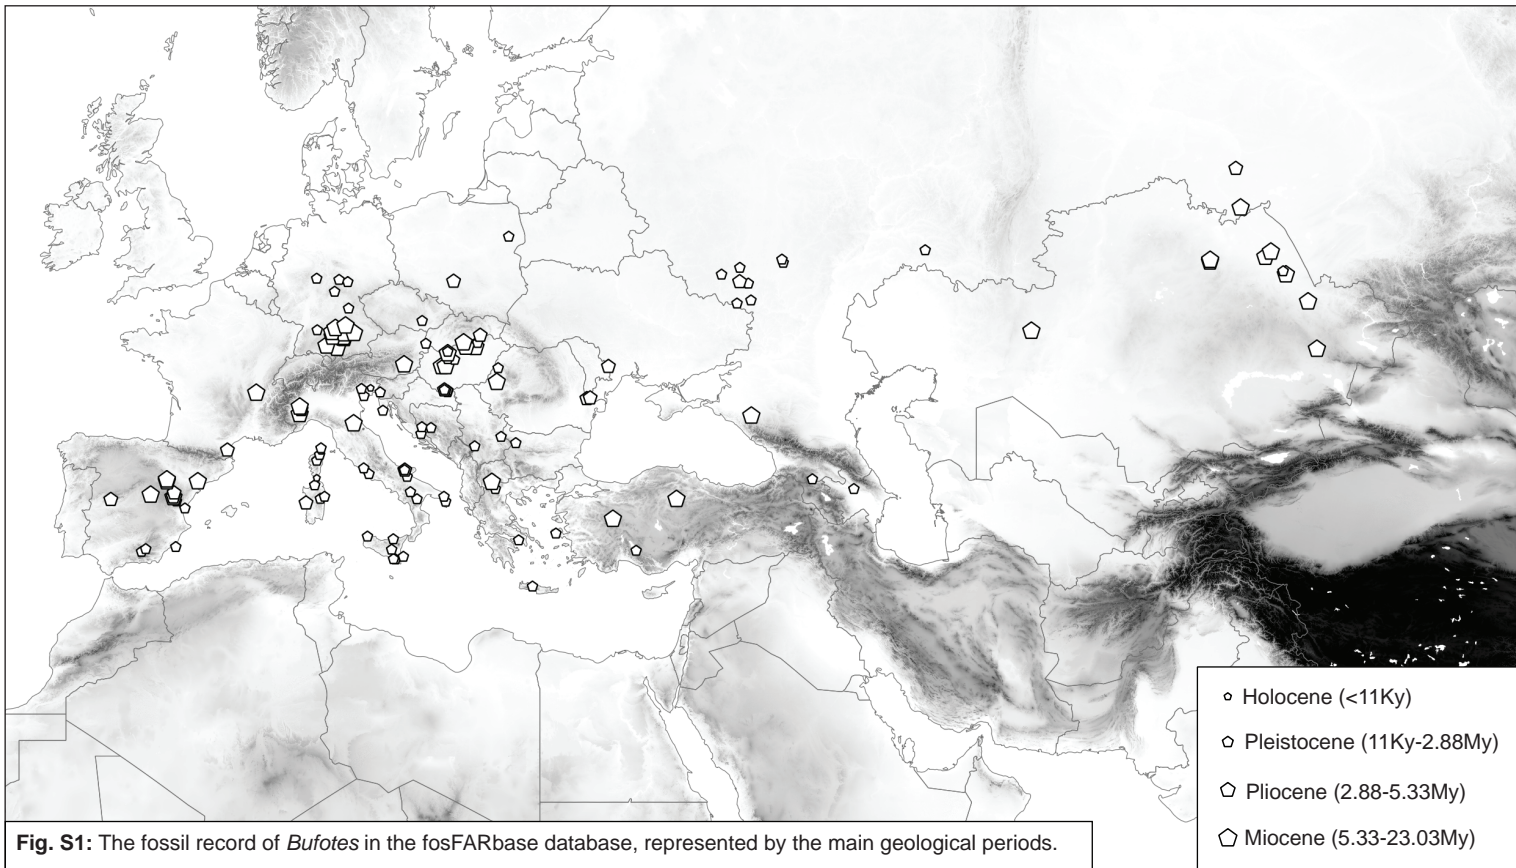 Holocene (<11Ky)
Pleistocene (11Ky-2.88My)
Pliocene (2.88-5.33My)
Miocene (5.33-23.03My)
Fig. S1: The fossil record of Bufotes in the fosFARbase database, represented by the main geological periods.